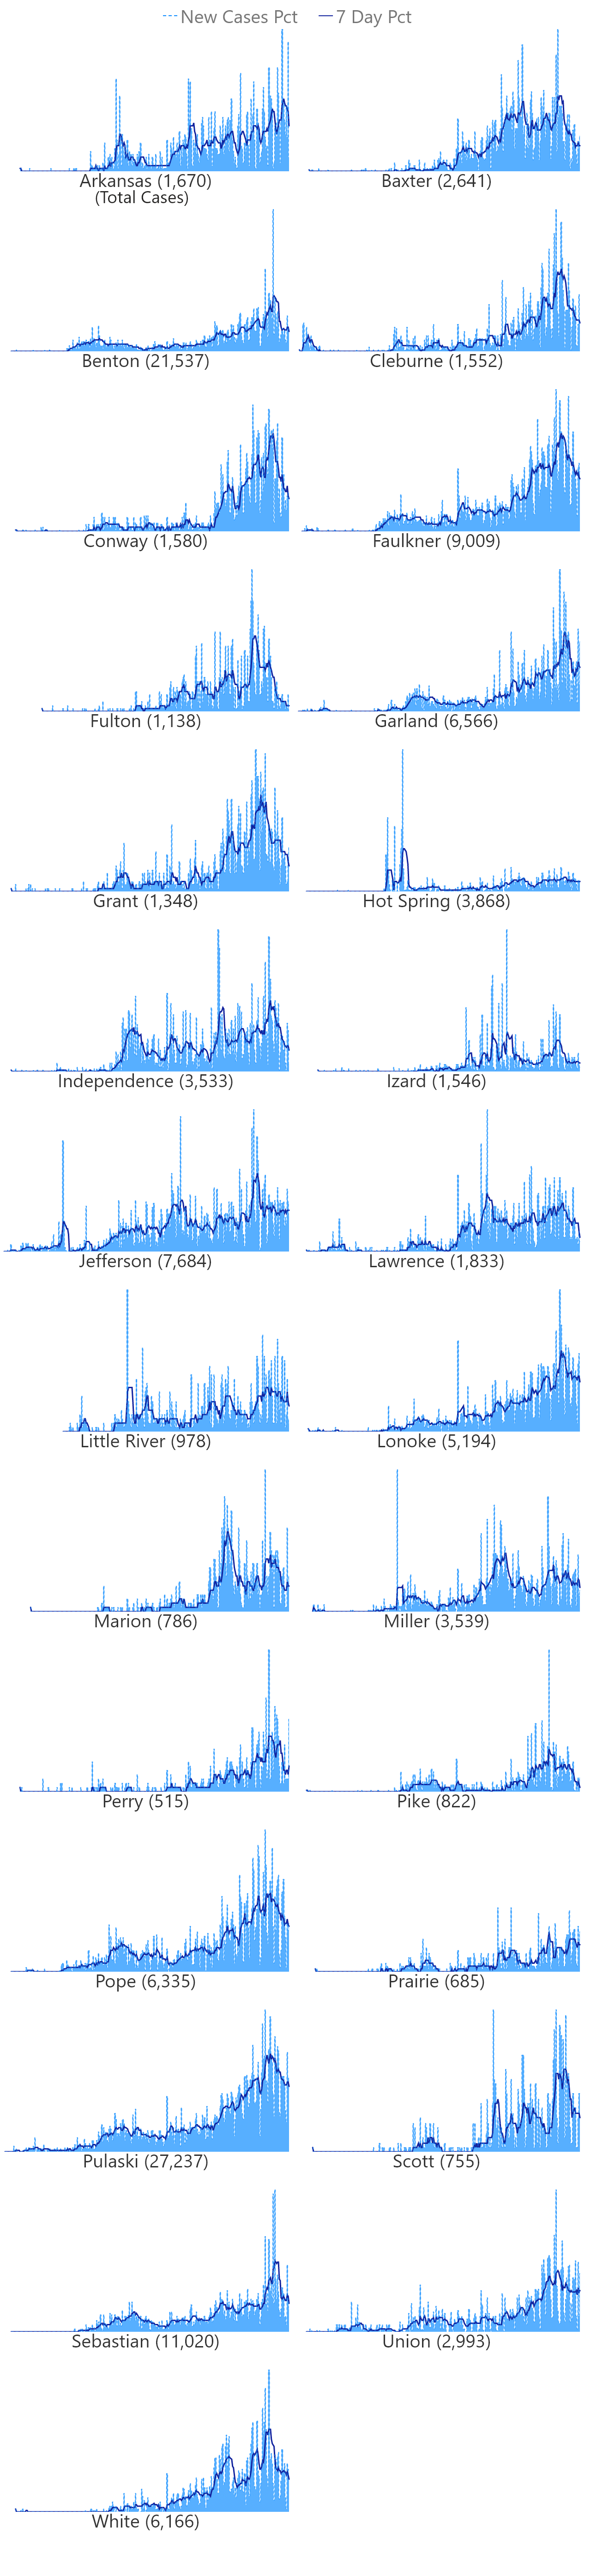 New Cases Pct 7 Day Pct
Arkansas (1,670) Baxter (2,641)
(Total Cases)
Benton (21,537) Cleburne (1,552)
Conway (1,580) Faulkner (9,009)
Fulton (1,138) Garland (6,566)
Grant (1,348) Hot Spring (3,868)
Independence (3,533) Izard (1,546)
Jefferson (7,684) Lawrence (1,833)
Little River (978) Lonoke (5,194)
Marion (786) Miller (3,539)
Perry (515) Pike (822)
Pope (6,335) Prairie (685)
Pulaski (27,237) Scott (755)
Sebastian (11,020) Union (2,993)
White (6,166)